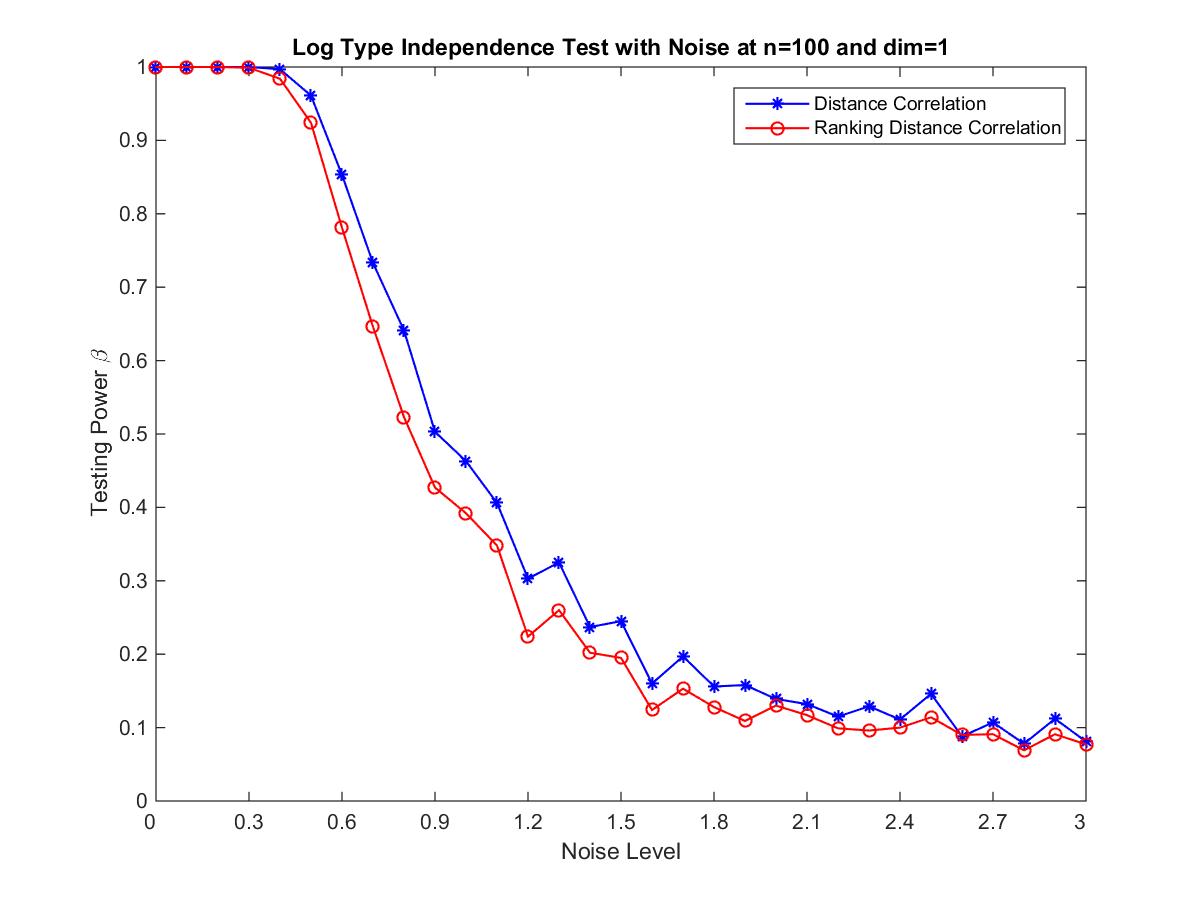 Log Type Independence Test with Noise at n=100 and dim=1
Distance Correlation
Ranking Distance Correlation
1
0.9
0.8
0.7
0.6
0.5
0.4
0.3
0.2
0.1
0
Testing Power β
0 0.3 0.6 0.9 1.2 1.5 1.8 2.1 2.4 2.7 3
Noise Level